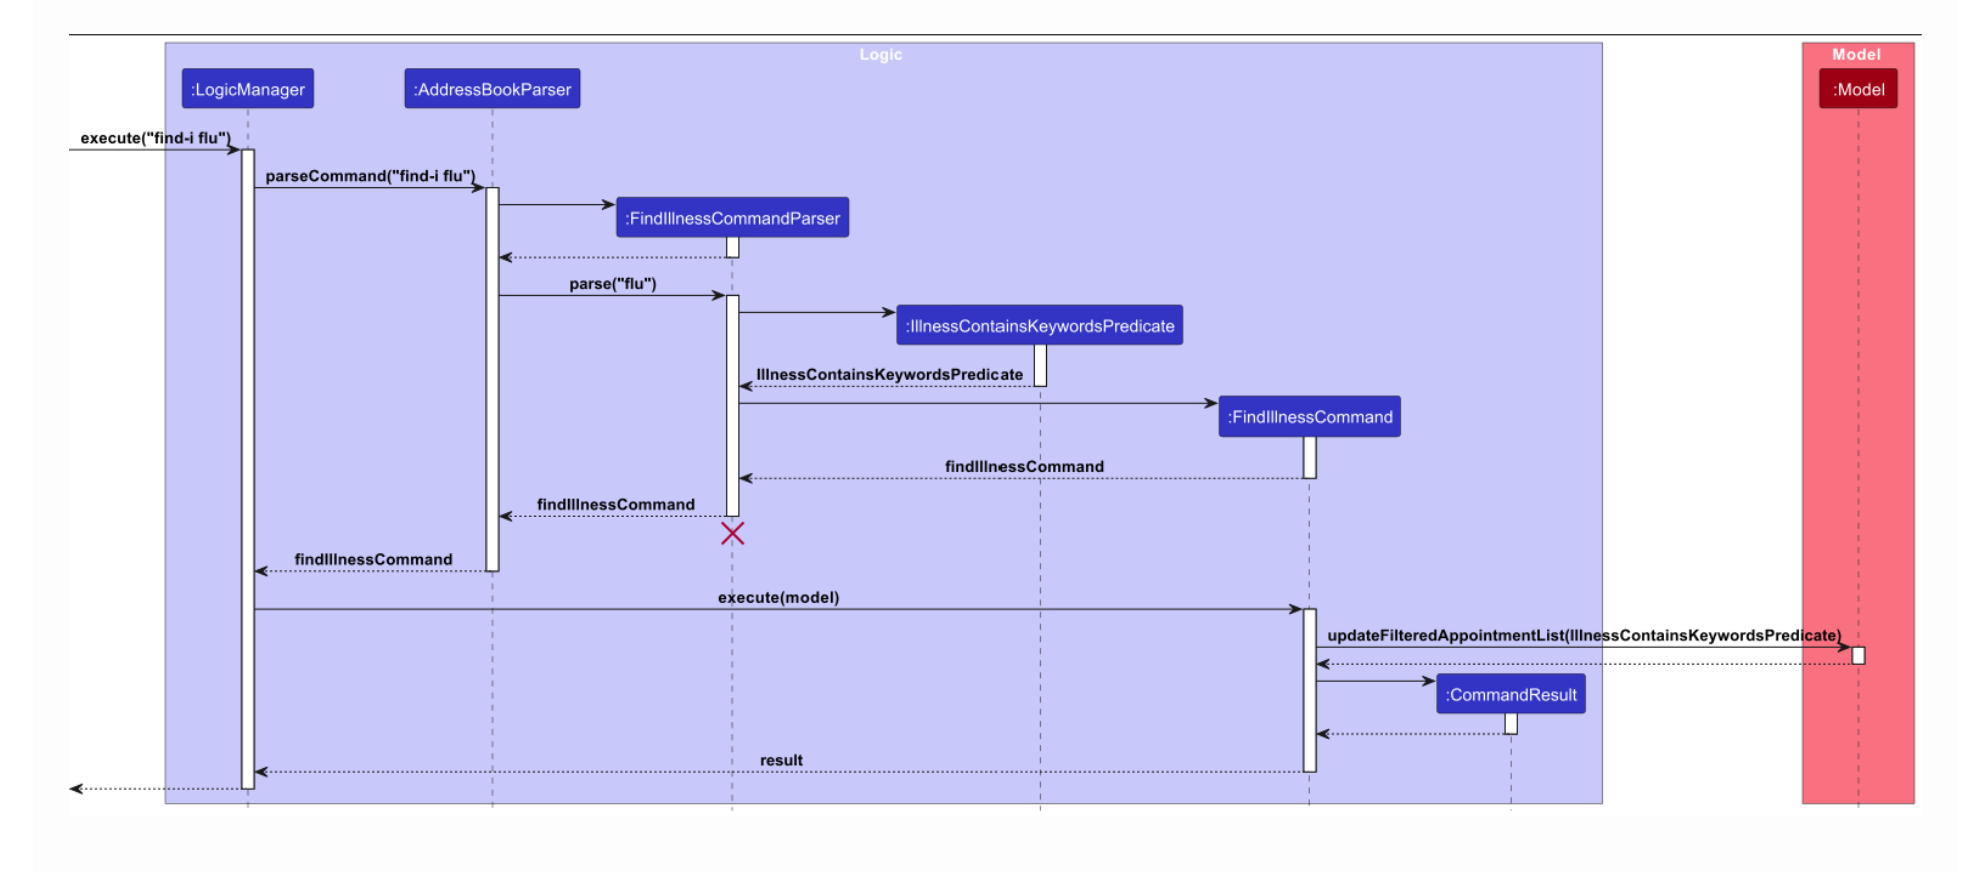 Logic
Model
:LogicManager
:AddressBookParser
:Model
execute("find-i flu")
parseCommand("find-i flu")
:FindIllnessCommandParser
parse("flu")
:IllnessContainsKeywordsPredicate
IllnessContainsKeywordsPredicate
:FindIllnessCommand
findIllnessCommand
findIllnessCommand
findIllnessCommand
execute(model)
updateFilteredAppointmentList(IllnessContainsKeywordsPredicate)
:CommandResult
result